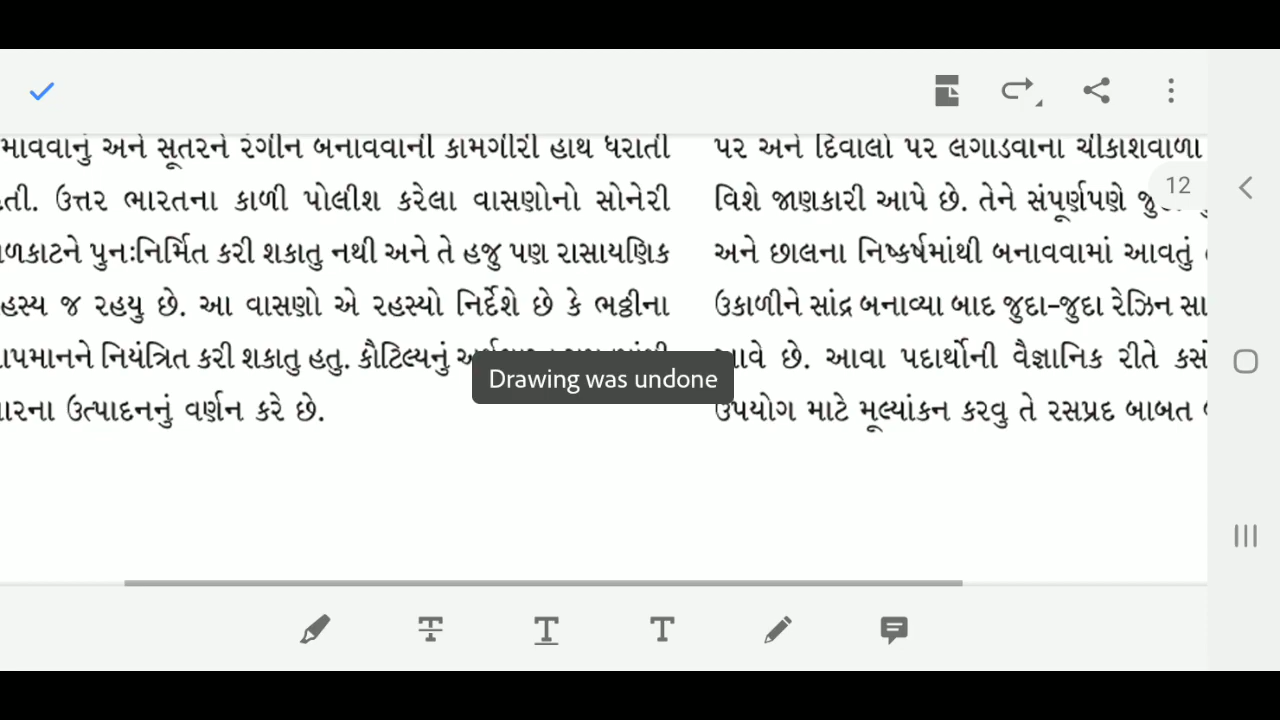 માવવાનું અને સૂતરને રંગીન બનાવવાની કામગીરી હાથ ધરાતી
તી. ઉત્તર ભારતના કાળી પોલીશ કરેલા વાસણોનો સોનેરી
ળકાટને પુનઃનિર્મિત કરી શકાતુ નથી અને તે હજુ પણ રાસાયણિક
હસ્ય જ રહયુ છે. આ વાસણો એ રહસ્યો નિર્દેશે છે કે ભઠ્ઠીના
ાપમાનને નિયંત્રિત કરી શકાતુ હતુ. કૌટિલ્યનું
ારના ઉત્પાદનનું વર્ણન કરે છે.
પર અને દિવાલો પર લગાડવાના ચીકાશવાળા
વિશે જાણકારી આપે છે. તેને સંપૂર્ણપણે
અને છાલના નિષ્કર્ષમાંથી બનાવવામાં આવતું
ઉકાળીને સાંદ્ર બનાવ્યા બાદ જુદા-જુદા રેઝિન સા
આવે છે. આવા પદાર્થોની વૈજ્ઞાનિક રીતે કસો
ઉપયોગ માટે મૂલ્યાંકન કરવુ તે રસપ્રદ બાબત
12
Drawing was undone